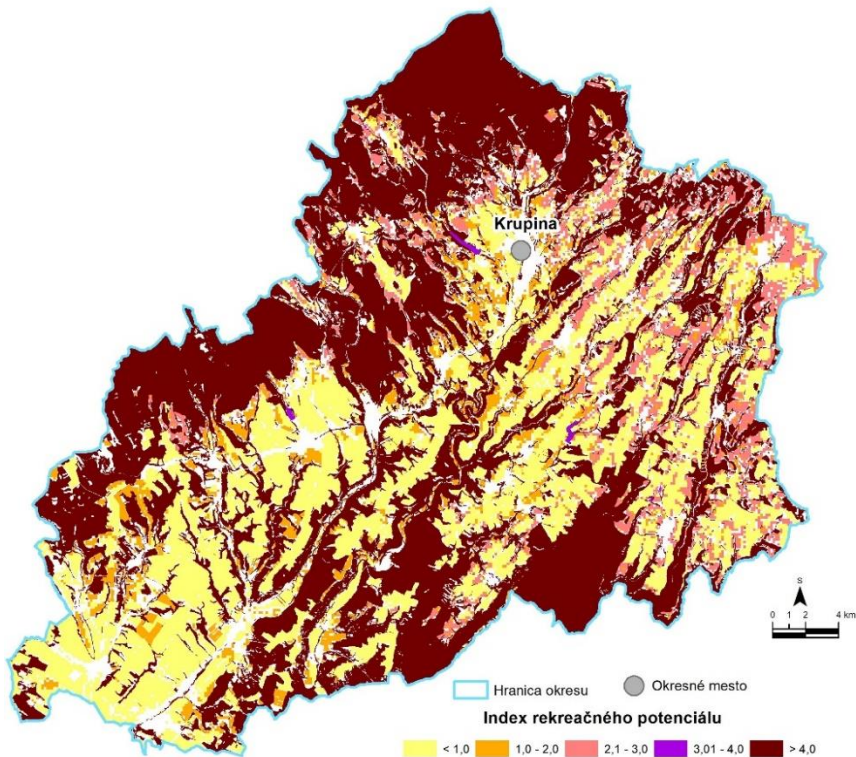 Krupina
S
0 1 2 4 km
Hranica okresu
Okresné mesto
Index rekreačného potenciálu
< 1,0
1,0 - 2,0
2,1 - 3,0
3,01 - 4,0
> 4,0